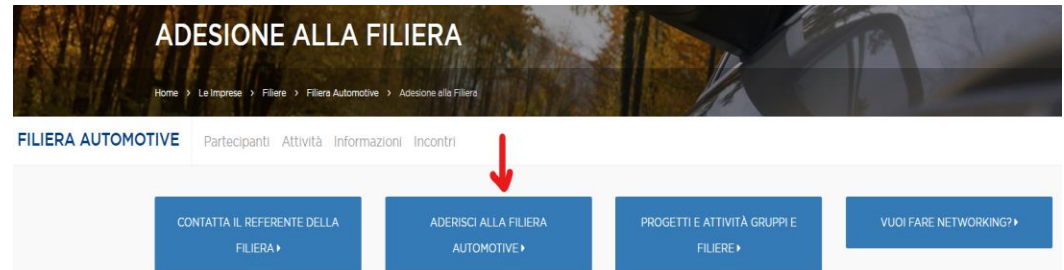 ADESIONE ALLA FILIERA
Home > Le Imprese > Filiere > Filiera Automotive > Adesione alla Filiera
FILIERA AUTOMOTIVE Partecipanti Attività Informazioni Incontri
CONTATTA IL REFERENTE DELLA
FILIERA
ADERISCI ALLA FILIERA
AUTOMOTIVE
PROGETTI E ATTIVITÀ GRUPPI E
FILIERE
VUOI FARE NETWORKING?